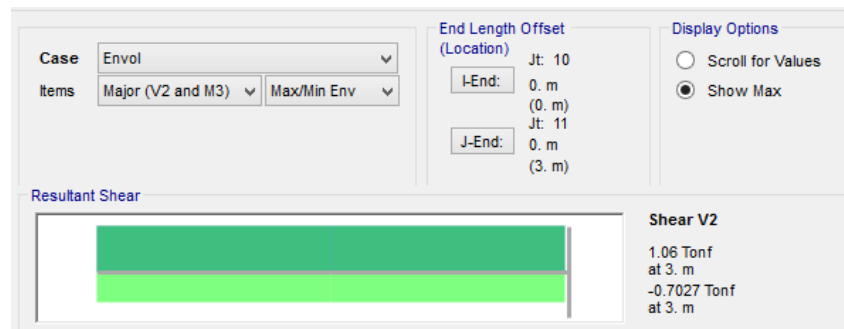 End Length Offset
(Location)
Display Options
Case Envol
Jt: 10
Scroll for Values
Items Major (V2 and M3) Max/Min Env
I-End: 0. m
(0. m)
Show Max
Jt: 11
J-End: 0. m
(3. m)
Resultant Shear
Shear V2
1.06 Tonf
at 3. m
-0.7027 Tonf
at 3. m